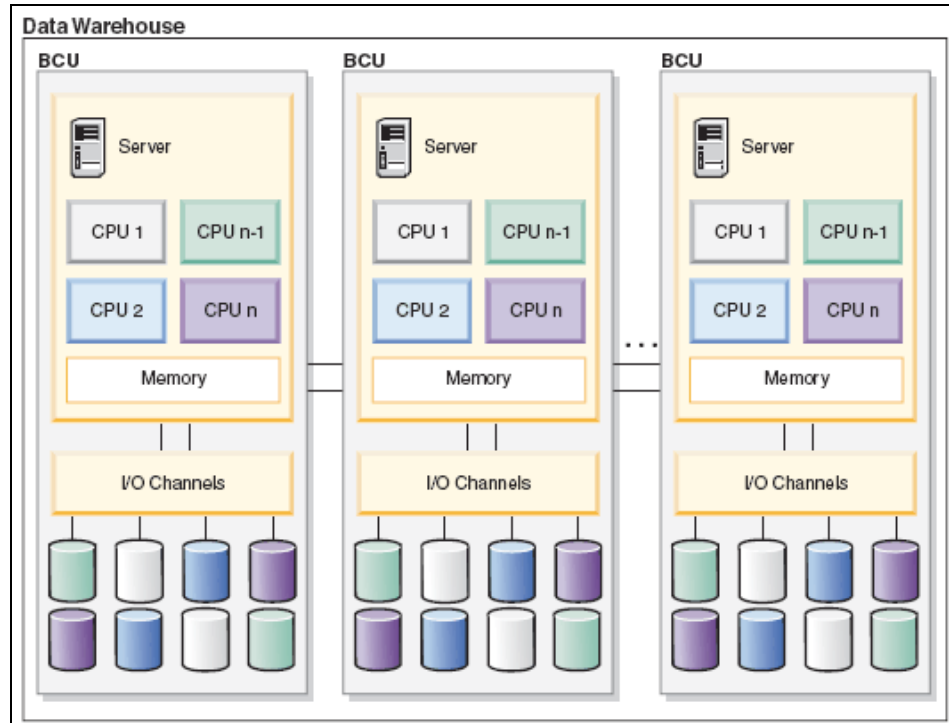 Data Warehouse
BCU
Server
CPU 1
CPU n-1
CPU 2
CPU n
Memory
I/O Channels
BCU
Server
CPU 1
CPU n-1
CPU 2
CPU n
Memory
I/O Channels
...
BCU
Server
CPU 1
CPU n-1
CPU 2
CPU n
Memory
I/O Channels